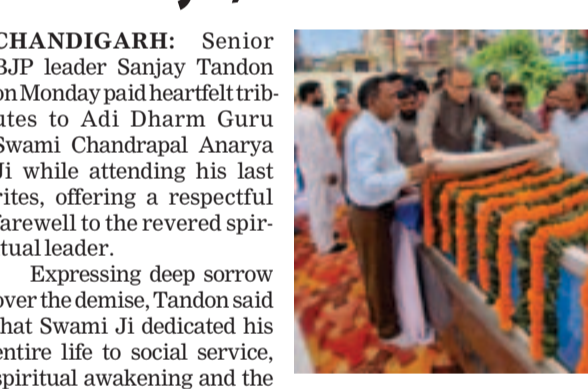 CHANDIGARH: Senior
BJP leader Sanjay Tandon
on Monday paid heartfelt trib-
utes to Adi Dharm Guru
Swami Chandrapal Anarya
Ji while attending his last
rites, offering a respectful
farewell to the revered spir-
itual leader.
Expressing deep sorrow
over the demise, Tandon said
that Swami Ji dedicated his
entire life to social service,
spiritual awakening and the